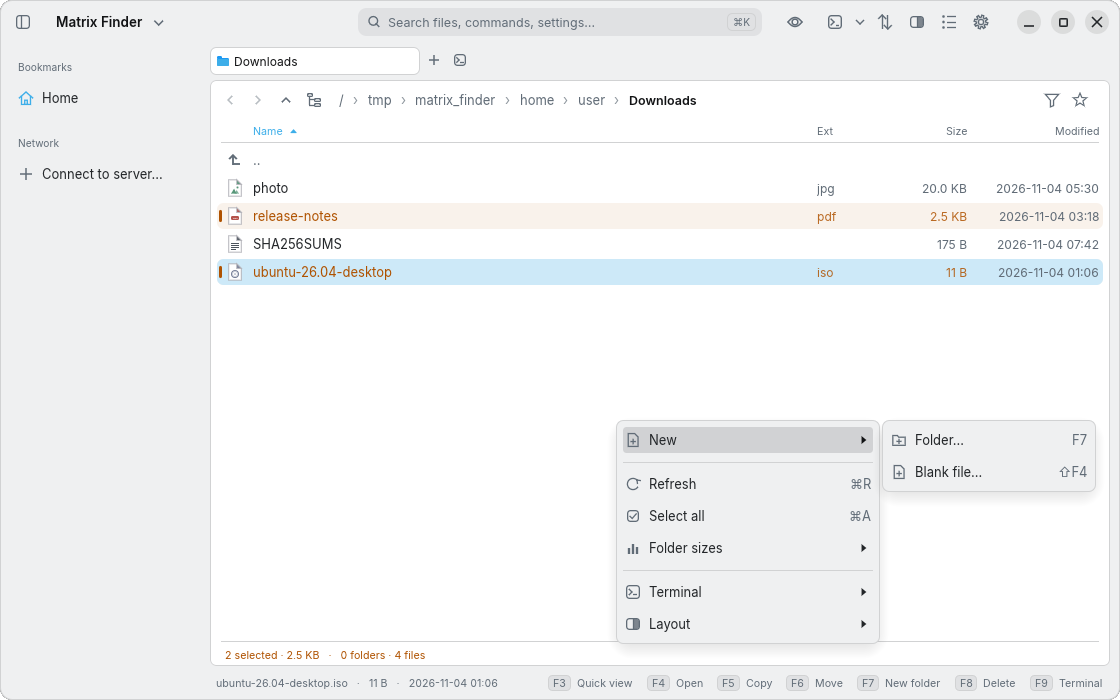 Matrix Finder
Search files, commands, settings... ⌘K
Bookmarks
Home
Network
Connect to server...
Downloads
/ › tmp › matrix_finder › home › user › Downloads
Name Ext Size Modified
..
photo jpg 20.0 KB 2026-11-04 05:30
release-notes pdf 2.5 KB 2026-11-04 03:18
SHA256SUMS 175 B 2026-11-04 07:42
ubuntu-26.04-desktop iso 11 B 2026-11-04 01:06
New
Refresh ⌘R
Select all ⌘A
Folder sizes
Terminal
Layout
Folder... F7
Blank file... ⇧F4
2 selected · 2.5 KB · 0 folders · 4 files
ubuntu-26.04-desktop.iso · 11 B · 2026-11-04 01:06
F3 Quick view F4 Open F5 Copy F6 Move F7 New folder F8 Delete F9 Terminal